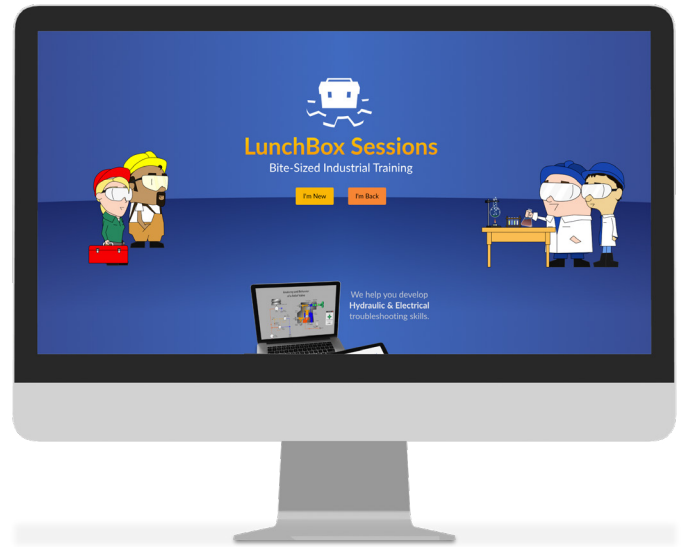 LunchBox Sessions
Bite-Sized Industrial Training
I'm New
I'm Back
We help you develop
Hydraulic & Electrical
troubleshooting skills.